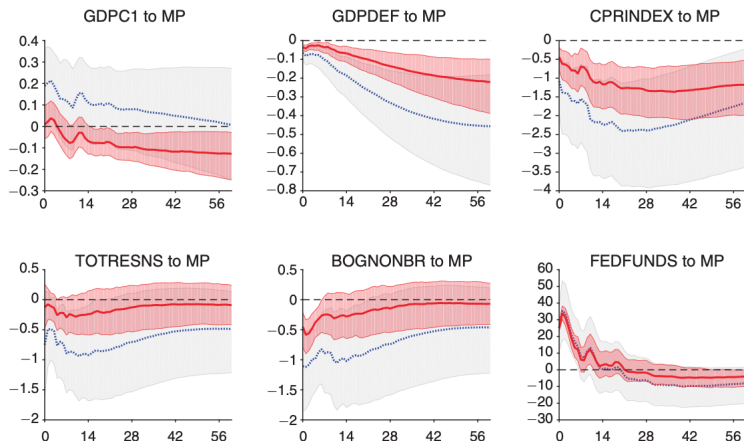 GDPC1 to MP GDPDEF to MP CPRINDEX to MP
0.4 0 0
0.3 −0.1 −0.5
0.2 −0.2 −1
0.1 −0.3 −1.5
0 −0.4 −2
−0.1 −0.5 −2.5
−0.2 −0.6 −3
−0.3 −0.7 −3.5
−0.8 −4
0 14 28 42 56 0 14 28 42 56 0 14 28 42 56
TOTRESNS to MP BOGNONBR to MP FEDFUNDS to MP
0.5 0.5 60
0 0 50
−0.5 −0.5 40
−1 −1 30
−1.5 −1.5 20
−2 −2 10
0
−10
−20
−30
0 14 28 42 56 0 14 28 42 56 0 14 28 42 56